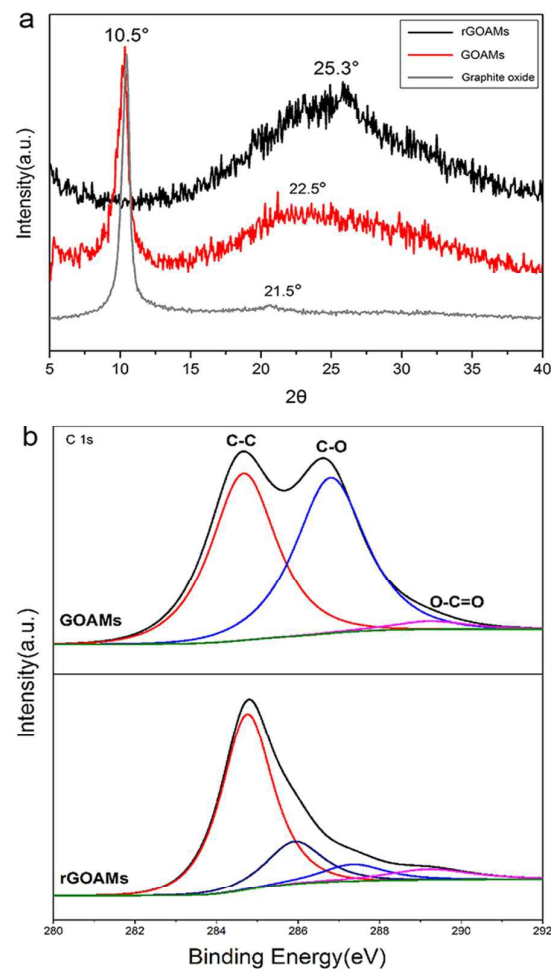 a
10.5°
25.3°
22.5°
21.5°
rGOAMs
GOAMs
Graphite oxide
Intensity(a.u.)
5 10 15 20 25 30 35 40
2θ
b
C 1s
C-C
C-O
O-C=O
GOAMs
rGOAMs
Intensity(a.u.)
280 282 284 286 288 290 292
Binding Energy(eV)